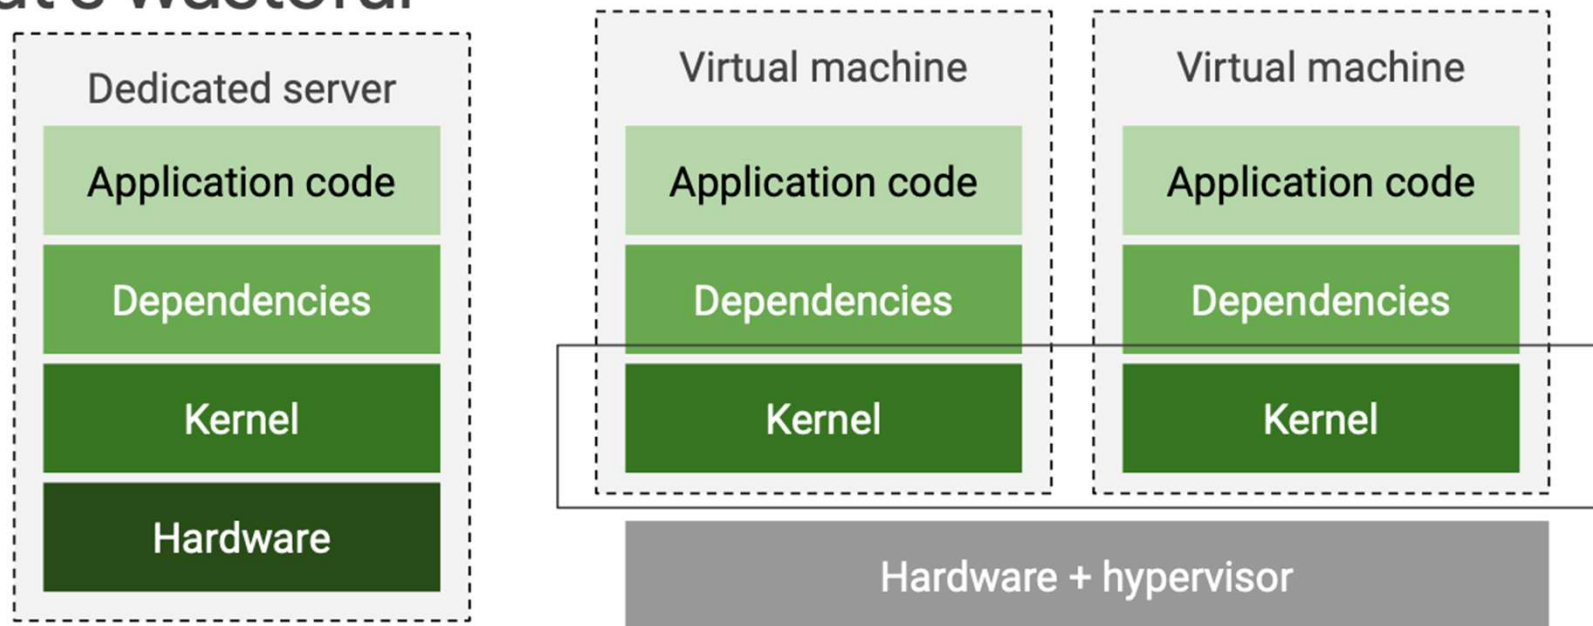 Dedicated server
Application code
Dependencies
Kernel
Hardware
Virtual machine
Application code
Dependencies
Kernel
Virtual machine
Application code
Dependencies
Kernel
Hardware + hypervisor